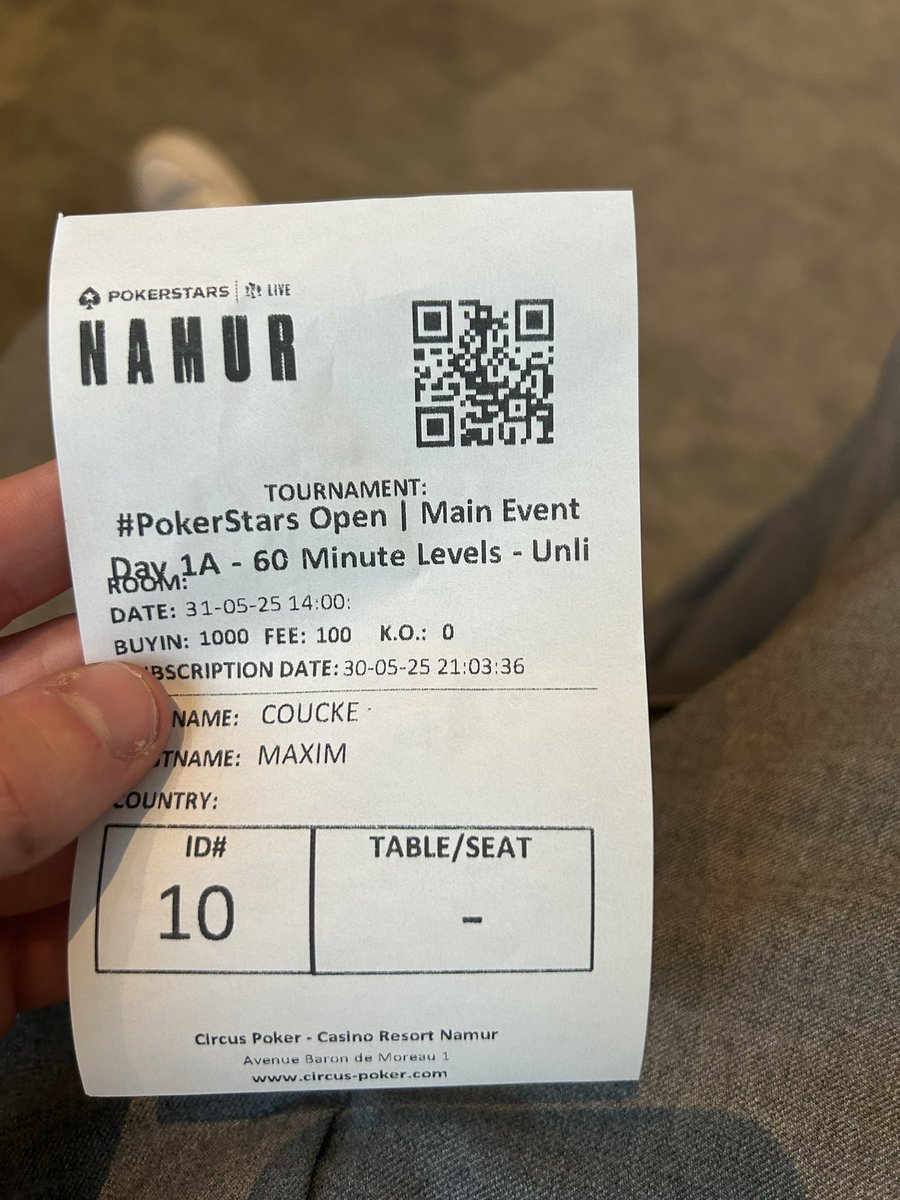 POKERSTARS | LIVE
NAMUR
TOURNAMENT:
#PokerStars Open | Main Event
Day 1A - 60 Minute Levels - Unli
ROOM:
DATE: 31-05-25 14:00:
BUYIN: 1000 FEE: 100 K.O.: 0
BSCRIPTION DATE: 30-05-25 21:03:36
NAME: COUCKE
TNAME: MAXIM
COUNTRY:
ID# TABLE/SEAT
10 -
Circus Poker - Casino Resort Namur
Avenue Baron de Moreau 1
www.circus-poker.com